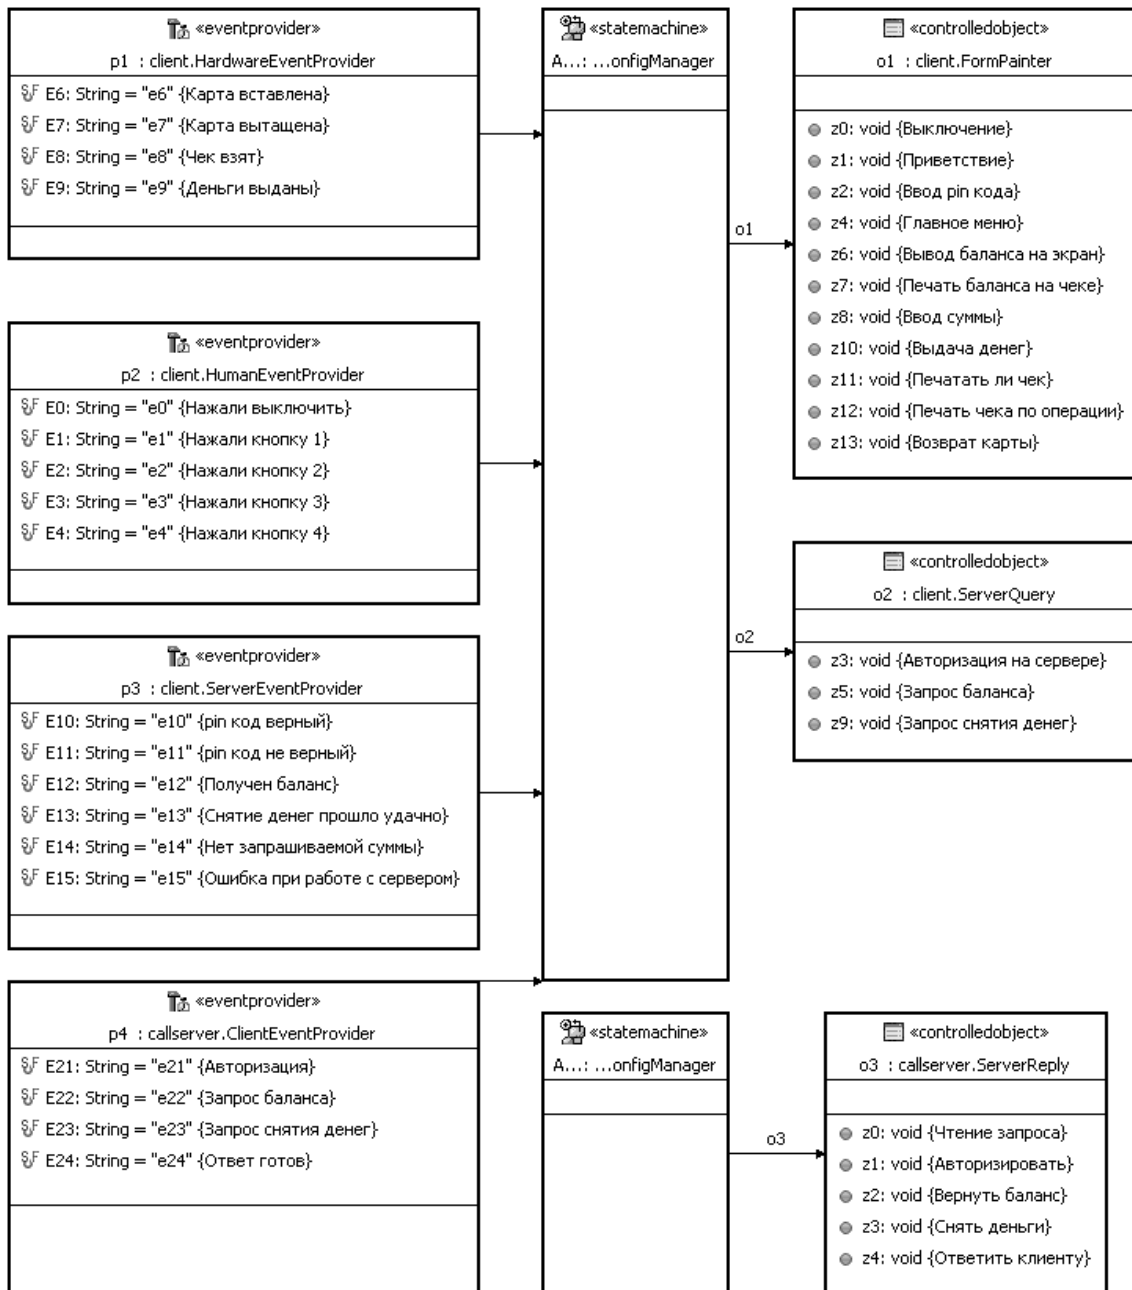 «eventprovider»
p1 : client.HardwareEventProvider
E6: String = "e6" {Карта вставлена}
E7: String = "e7" {Карта вытащена}
E8: String = "e8" {Чек взят}
E9: String = "e9" {Деньги выданы}
«eventprovider»
p2 : client.HumanEventProvider
E0: String = "e0" {Нажали выключить}
E1: String = "e1" {Нажали кнопку 1}
E2: String = "e2" {Нажали кнопку 2}
E3: String = "e3" {Нажали кнопку 3}
E4: String = "e4" {Нажали кнопку 4}
«eventprovider»
p3 : client.ServerEventProvider
E10: String = "e10" {pin код верный}
E11: String = "e11" {pin код не верный}
E12: String = "e12" {Получен баланс}
E13: String = "e13" {Снятие денег прошло удачно}
E14: String = "e14" {Нет запрашиваемой суммы}
E15: String = "e15" {Ошибка при работе с сервером}
«eventprovider»
p4 : callserver.ClientEventProvider
E21: String = "e21" {Авторизация}
E22: String = "e22" {Запрос баланса}
E23: String = "e23" {Запрос снятия денег}
E24: String = "e24" {Ответ готов}
«statemachine»
A...: ...onfigManager
«statemachine»
A...: ...onfigManager
o1
o2
o3
«controlledobject»
o1 : client.FormPainter
z0: void {Выключение}
z1: void {Приветствие}
z2: void {Ввод pin кода}
z4: void {Главное меню}
z6: void {Вывод баланса на экран}
z7: void {Печать баланса на чеке}
z8: void {Ввод суммы}
z10: void {Выдача денег}
z11: void {Печатать ли чек}
z12: void {Печать чека по операции}
z13: void {Возврат карты}
«controlledobject»
o2 : client.ServerQuery
z3: void {Авторизация на сервере}
z5: void {Запрос баланса}
z9: void {Запрос снятия денег}
«controlledobject»
o3 : callserver.ServerReply
z0: void {Чтение запроса}
z1: void {Авторизировать}
z2: void {Вернуть баланс}
z3: void {Снять деньги}
z4: void {Ответить клиенту}